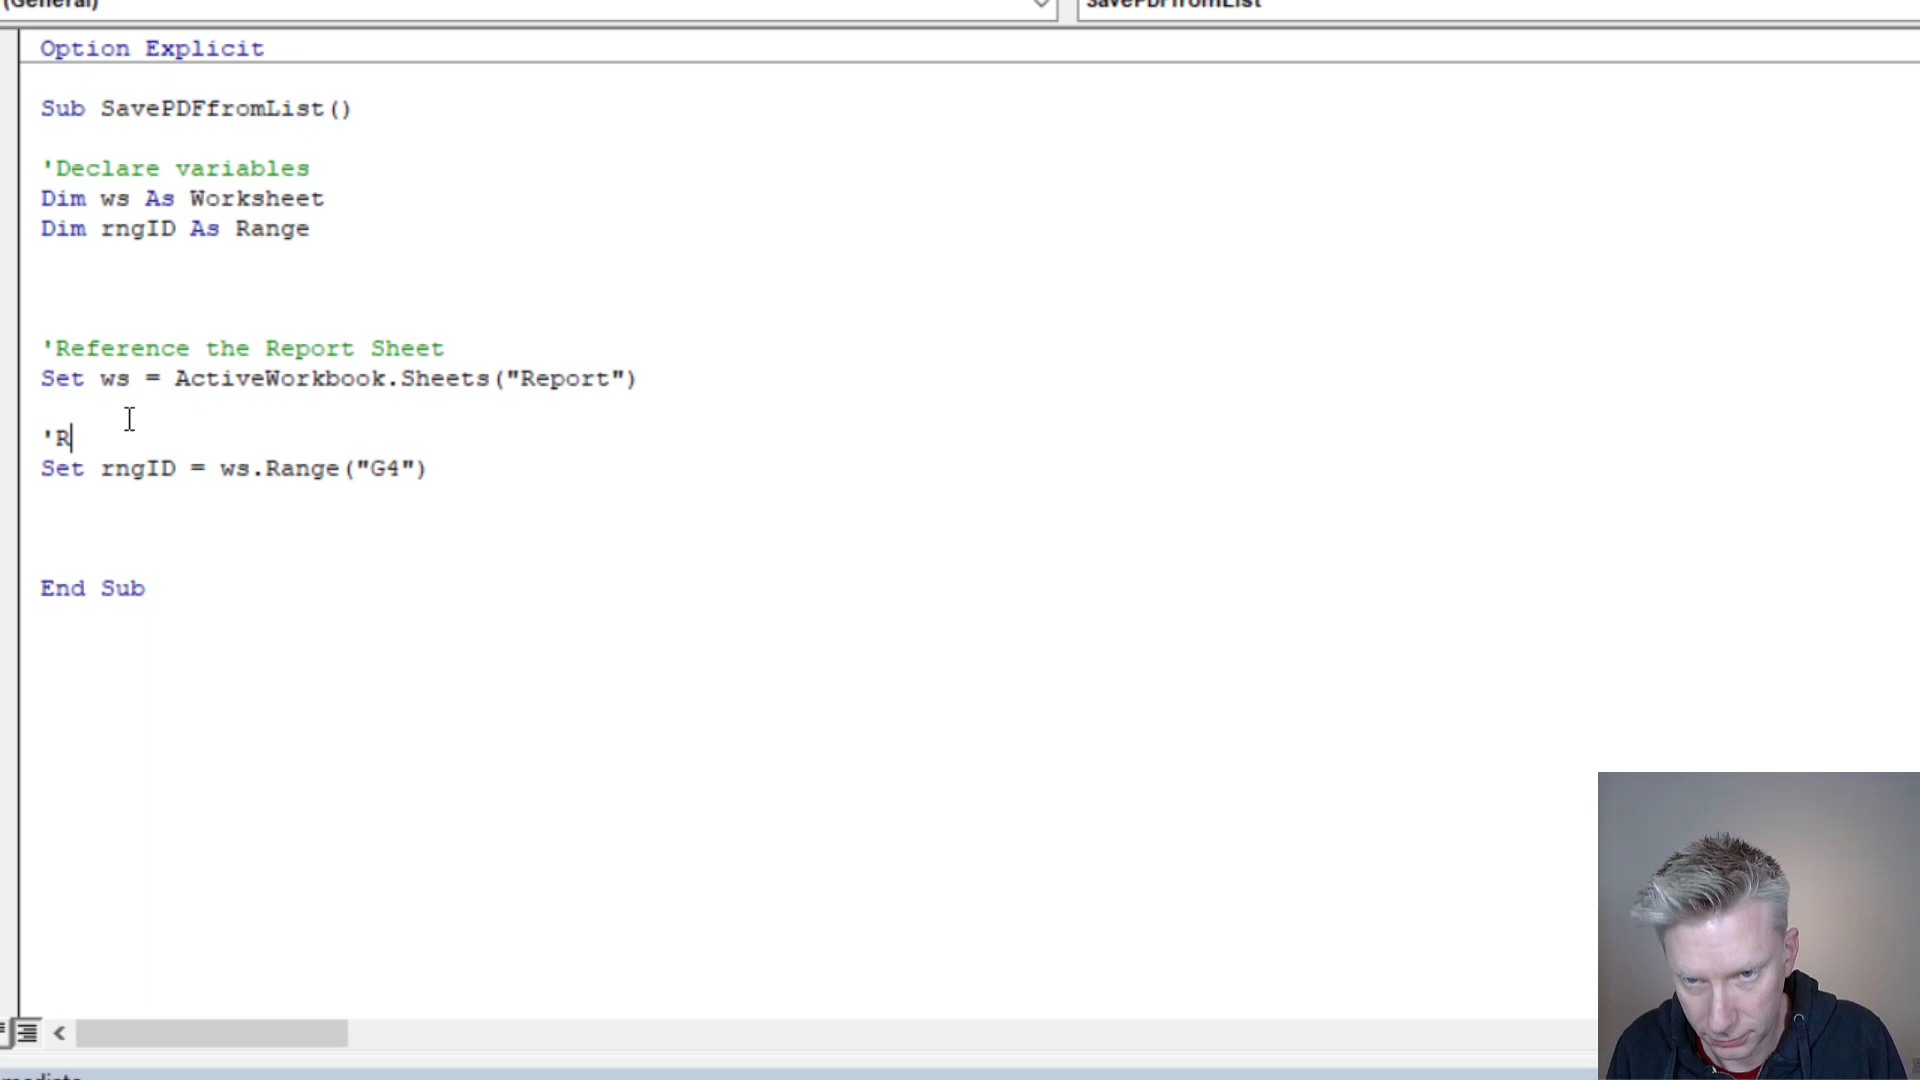 (General)
SavePDFfromList
Option Explicit
Sub SavePDFfromList()
'Declare variables
Dim ws As Worksheet
Dim rngID As Range
'Reference the Report Sheet
Set ws = ActiveWorkbook.Sheets("Report")
'R
Set rngID = ws.Range("G4")
End Sub